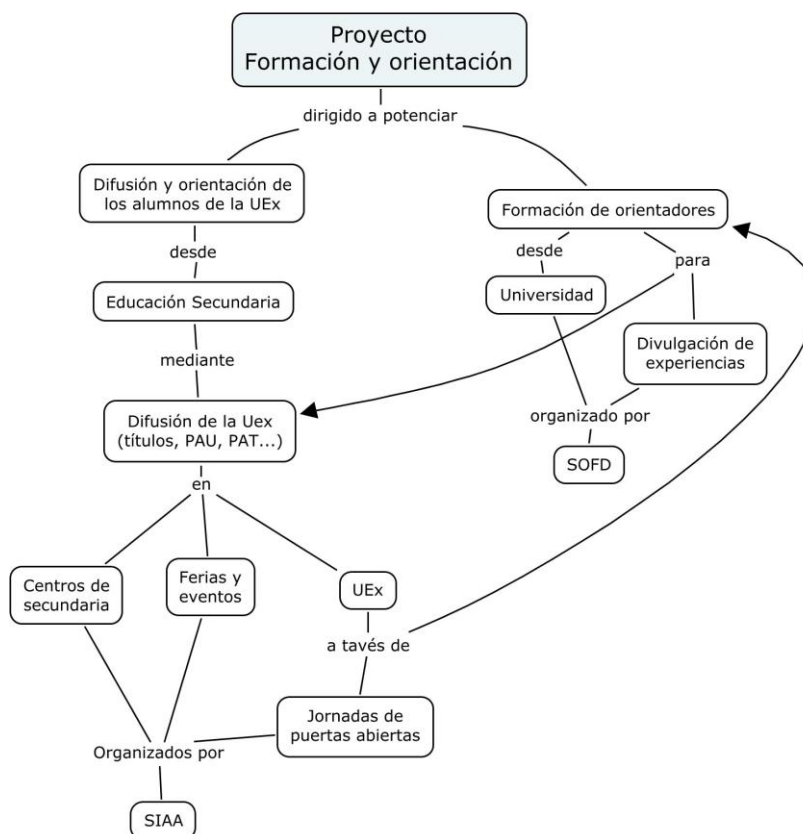 Proyecto
Formación y orientación
dirigido a potenciar
Difusión y orientación de
los alumnos de la UEx
Formación de orientadores
desde
desde
para
Educación Secundaria
Universidad
mediante
Divulgación de
experiencias
Difusión de la Uex
(títulos, PAU, PAT...)
organizado por
SOFD
en
Centros de
secundaria
Ferias y
eventos
UEx
a tavés de
Jornadas de
puertas abiertas
Organizados por
SIAA